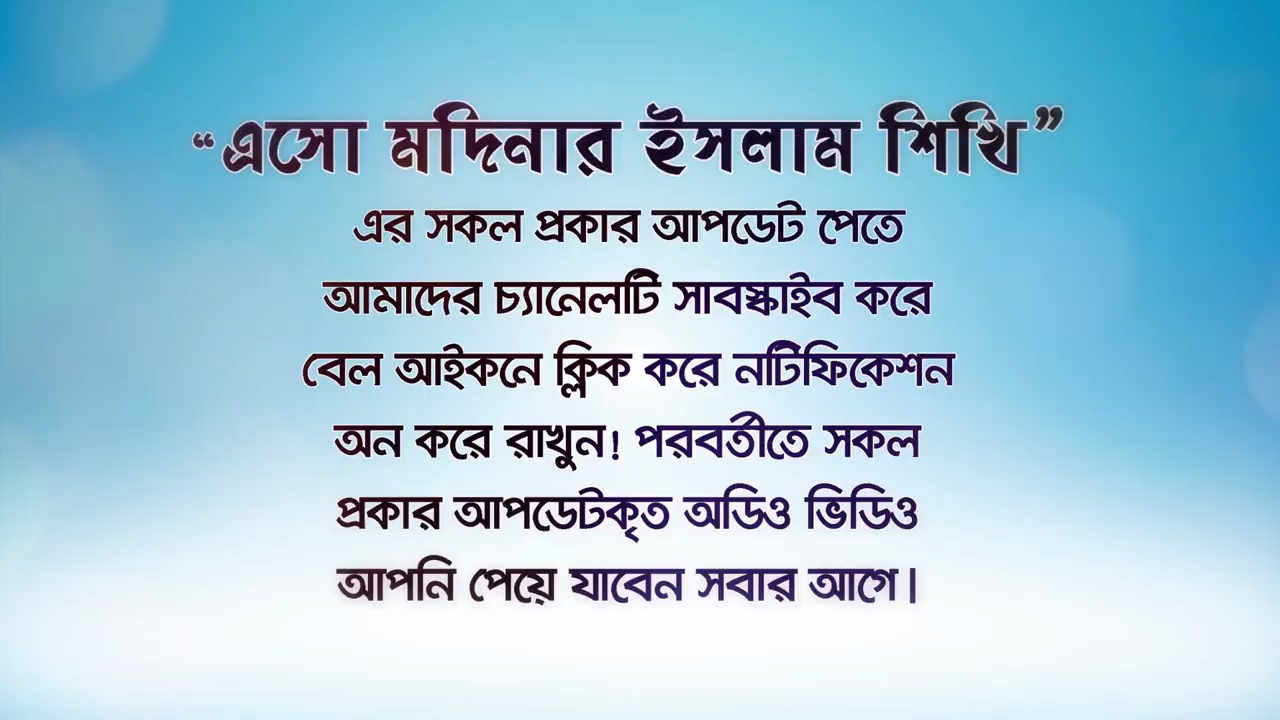 “এসো মদিনার ইসলাম শিখি”
এর সকল প্রকার আপডেট পেতে
আমাদের চ্যানেলটি সাবস্ক্রাইব করে
বেল আইকনে ক্লিক করে নটিফিকেশন
অন করে রাখুন! পরবর্তীতে সকল
প্রকার আপডেটকৃত অডিও ভিডিও
আপনি পেয়ে যাবেন সবার আগে।